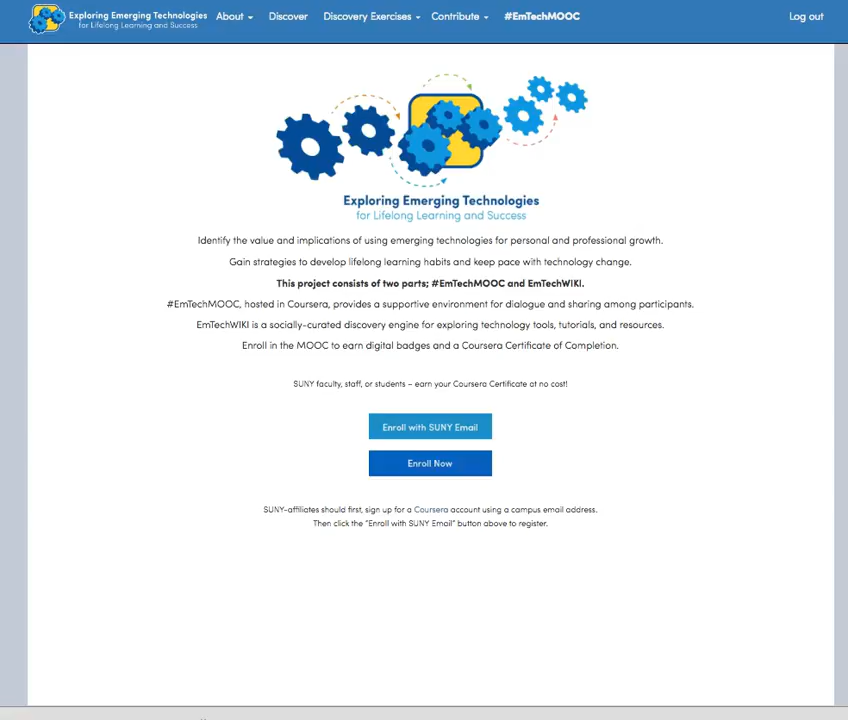 Exploring Emerging Technologies
for Lifelong Learning and Success
About
Discover
Discovery Exercises
Contribute
#EmTechMOOC
Log out
Exploring Emerging Technologies
for Lifelong Learning and Success
Identify the value and implications of using emerging technologies for personal and professional growth.
Gain strategies to develop lifelong learning habits and keep pace with technology change.
This project consists of two parts; #EmTechMOOC and EmTechWIKI.
#EmTechMOOC, hosted in Coursera, provides a supportive environment for dialogue and sharing among participants.
EmTechWIKI is a socially-curated discovery engine for exploring technology tools, tutorials, and resources.
Enroll in the MOOC to earn digital badges and a Coursera Certificate of Completion.
SUNY faculty, staff, or students – earn your Coursera Certificate at no cost!
Enroll with SUNY Email
Enroll Now
SUNY-affiliates should first, sign up for a Coursera account using a campus email address.
Then click the "Enroll with SUNY Email" button above to register.